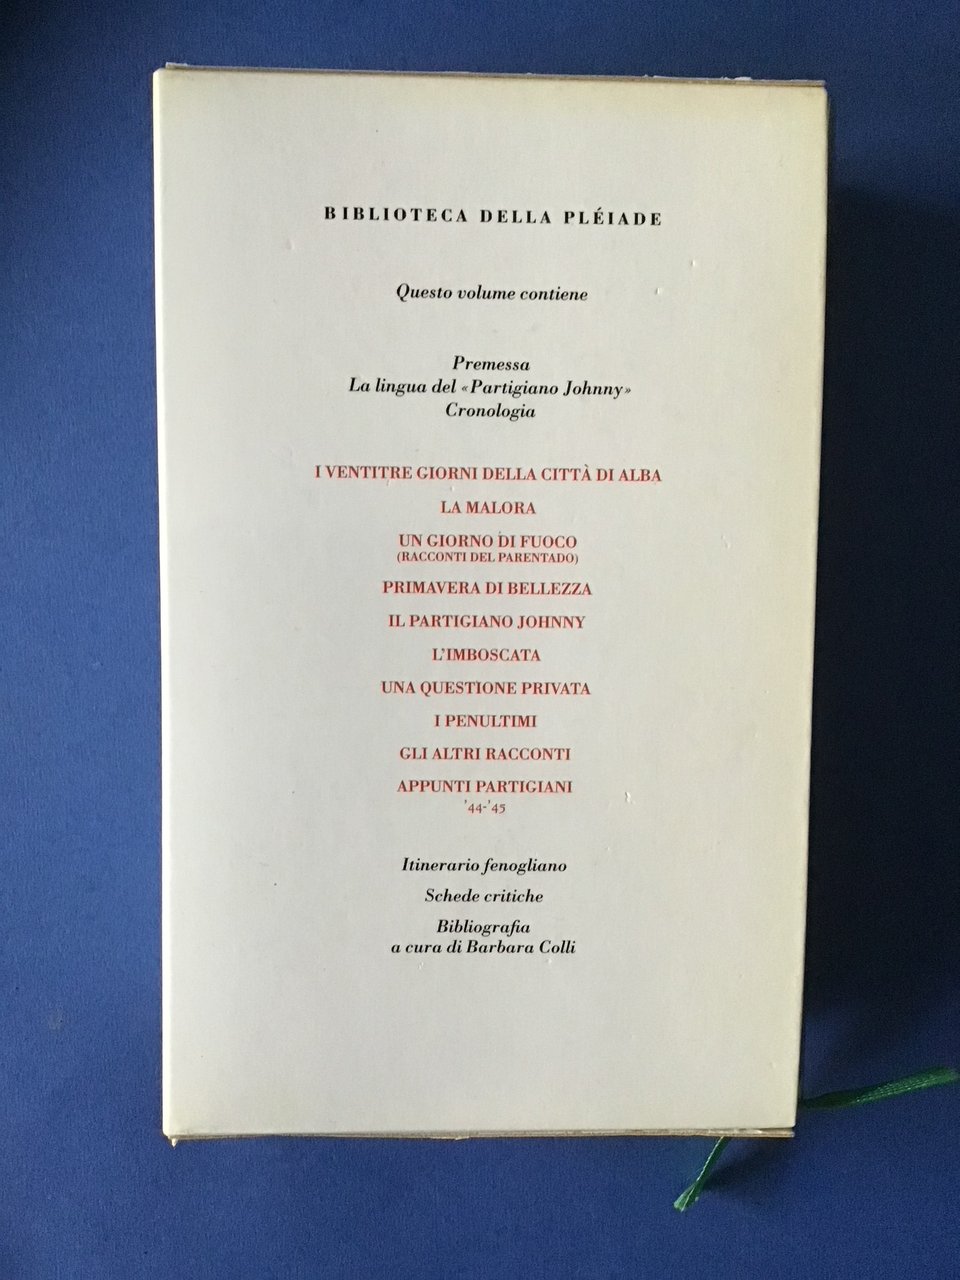 BIBLIOTECA DELLA PLÉIADE
Questo volume contiene
Premessa
La lingua del «Partigiano Johnny»
Cronologia
I VENTITRE GIORNI DELLA CITTÀ DI ALBA
LA MALORA
UN GIORNO DI FUOCO
(RACCONTI DEL PARENTADO)
PRIMAVERA DI BELLEZZA
IL PARTIGIANO JOHNNY
L'IMBOSCATA
UNA QUESTIONE PRIVATA
I PENULTIMI
GLI ALTRI RACCONTI
APPUNTI PARTIGIANI
'44-'45
Itinerario fenogliano
Schede critiche
Bibliografia
a cura di Barbara Colli